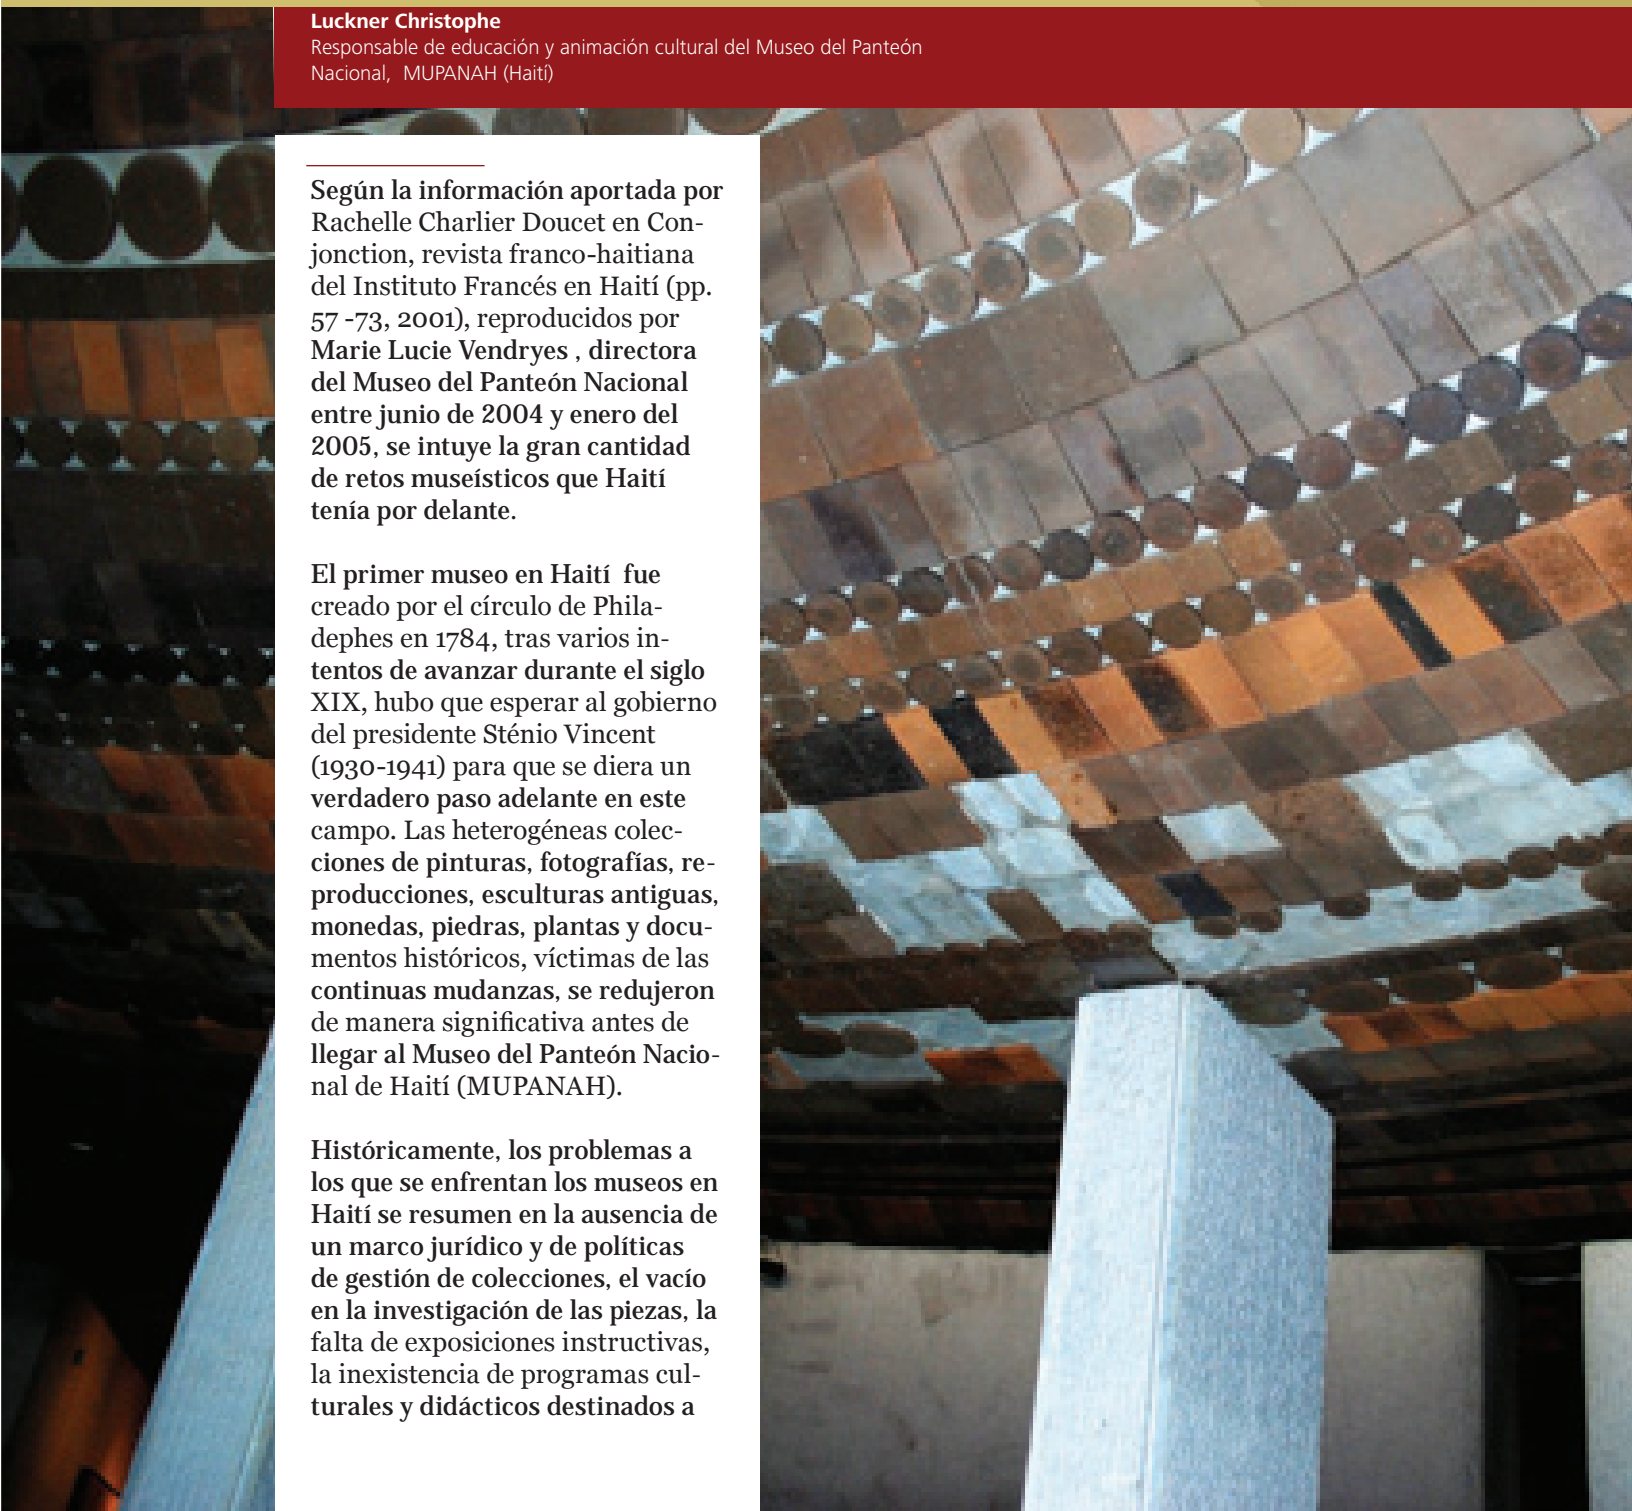 Luckner Christophe
Responsable de educación y animación cultural del Museo del Panteón
Nacional, MUPANAH (Haití)
Según la información aportada por
Rachelle Charlier Doucet en Con-
jonction, revista franco-haitiana
del Instituto Francés en Haití (pp.
57 -73, 2001), reproducidos por
Marie Lucie Vendryes , directora
del Museo del Panteón Nacional
entre junio de 2004 y enero del
2005, se intuye la gran cantidad
de retos museísticos que Haití
tenía por delante.
El primer museo en Haití fue
creado por el círculo de Phila-
dephes en 1784, tras varios in-
tentos de avanzar durante el siglo
XIX, hubo que esperar al gobierno
del presidente Sténio Vincent
(1930-1941) para que se diera un
verdadero paso adelante en este
campo. Las heterogéneas colec-
ciones de pinturas, fotografías, re-
producciones, esculturas antiguas,
monedas, piedras, plantas y docu-
mentos históricos, víctimas de las
continuas mudanzas, se redujeron
de manera significativa antes de
llegar al Museo del Panteón Nacio-
nal de Haití (MUPANAH).
Históricamente, los problemas a
los que se enfrentan los museos en
Haití se resumen en la ausencia de
un marco jurídico y de políticas
de gestión de colecciones, el vacío
en la investigación de las piezas, la
falta de exposiciones instructivas,
la inexistencia de programas cul-
turales y didácticos destinados a